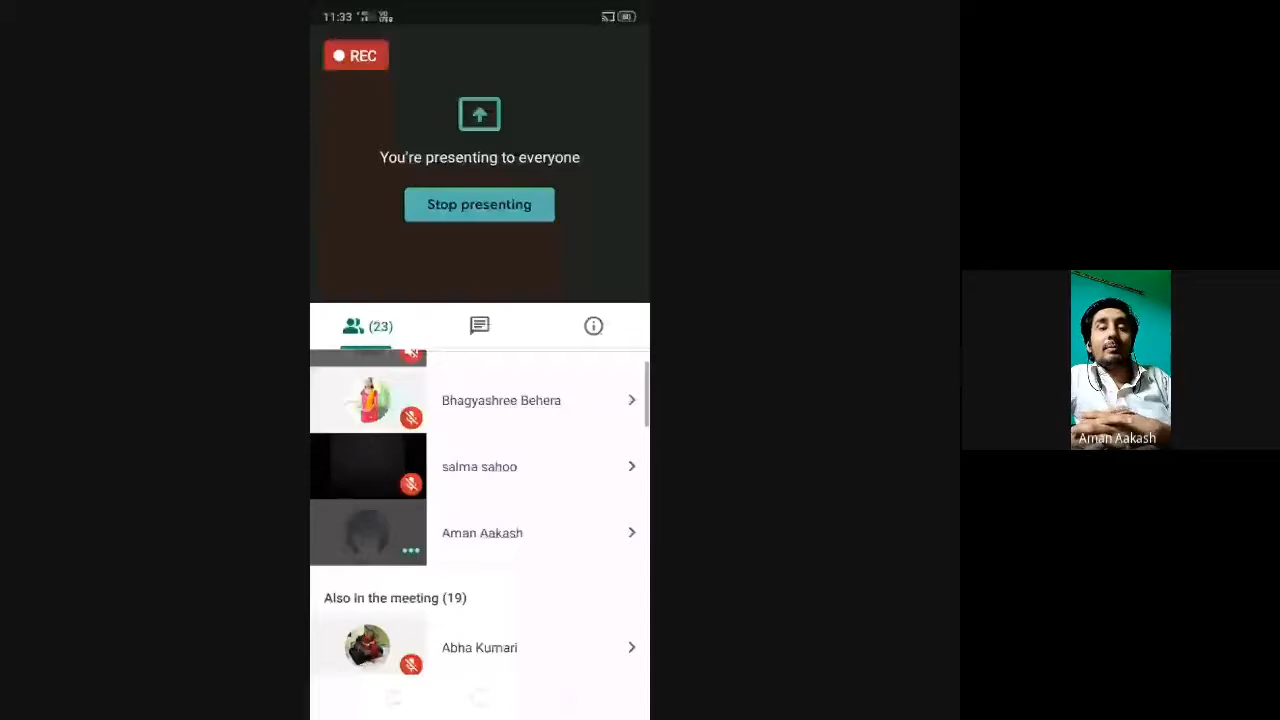 11:33
REC
You're presenting to everyone
Stop presenting
(23)
Bhagyashree Behera
salma sahoo
Aman Aakash
Also in the meeting (19)
Abha Kumari
Aman Aakash